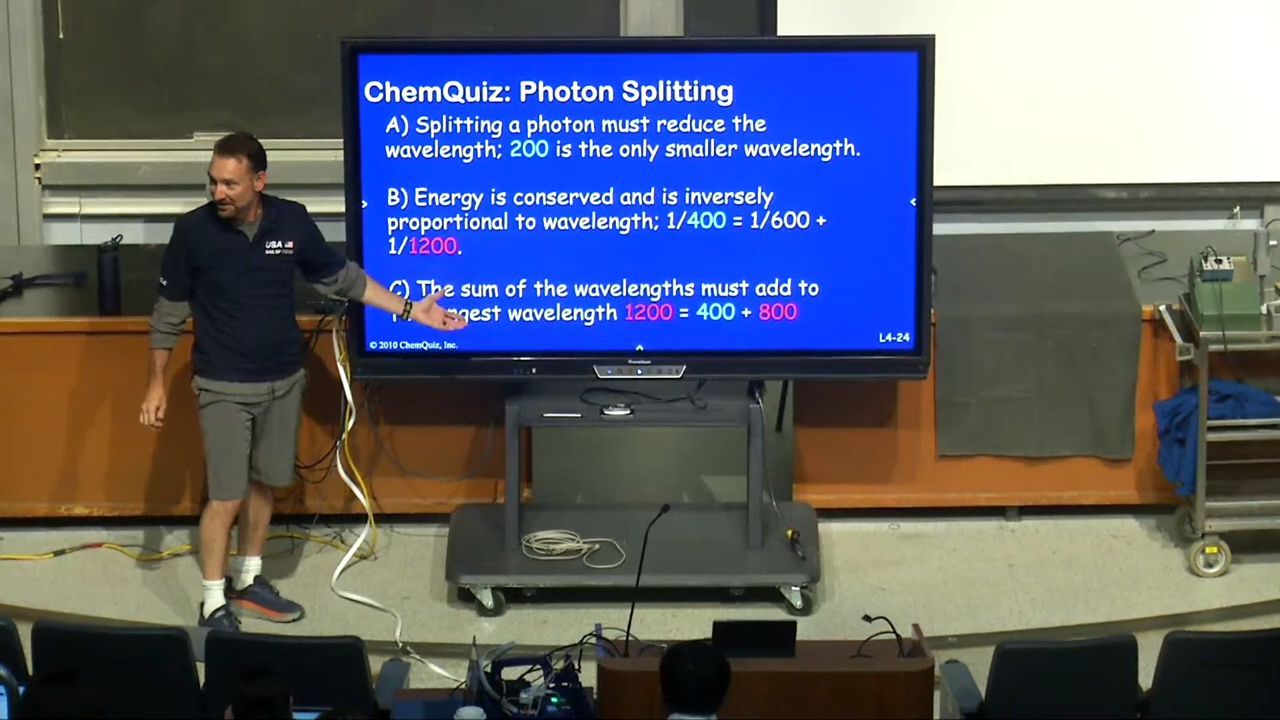 ChemQuiz: Photon Splitting
A) Splitting a photon must reduce the
wavelength; 200 is the only smaller wavelength.
B) Energy is conserved and is inversely
proportional to wavelength; 1/400 = 1/600 +
1/1200.
C) The sum of the wavelengths must add to
wavelength 1200 = 400 + 800
© 2010 ChemQuiz, Inc.
L4-24
USA